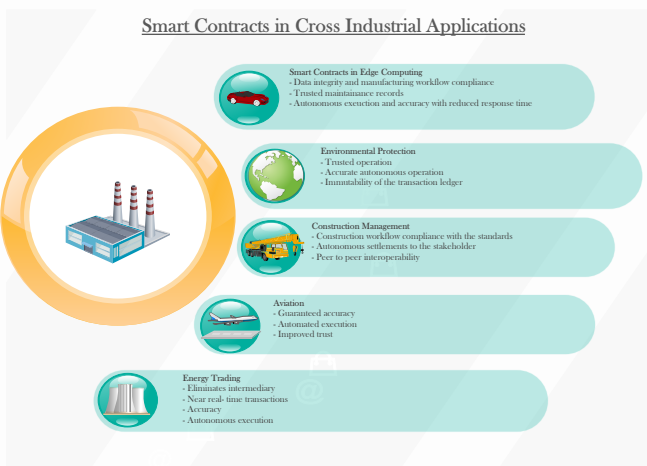 Smart Contracts in Cross Industrial Applications
Smart Contracts in Edge Computing
- Data integrity and manufacturing workflow compliance
- Trusted maintainance records
- Autonomous exeuction and accuracy with reduced response time
Environmental Protection
- Trusted operation
- Accurate autonomous operation
- Immutability of the transaction ledger
Construction Management
- Construction workflow compliance with the standards
- Autonomous settlements to the stakeholder
- Peer to peer interoperability
Aviation
- Guaranteed accuracy
- Automated execution
- Improved trust
Energy Trading
- Eliminates intermediary
- Near real- time transactions
- Accuracy
- Autonomous execution